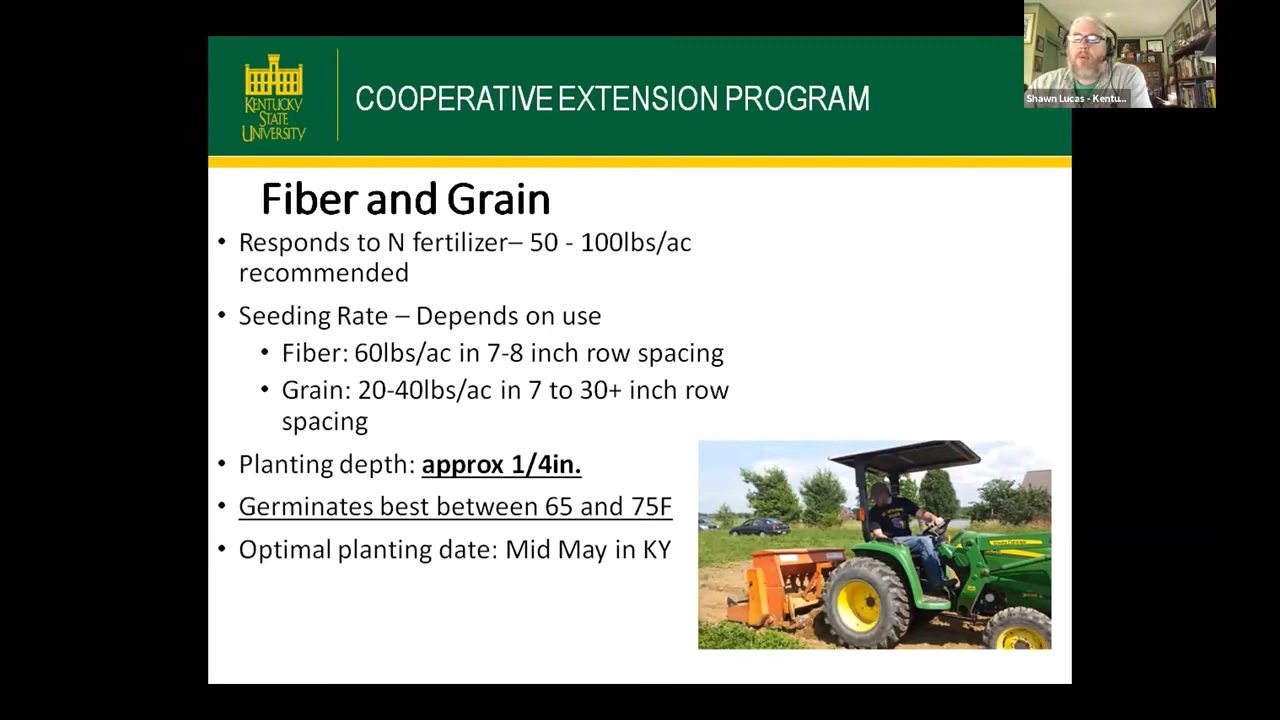 KENTUCKY
STATE
UNIVERSITY
COOPERATIVE EXTENSION PROGRAM
Shawn Lucas - Kentu...
Fiber and Grain
• Responds to N fertilizer– 50 - 100lbs/ac
recommended
• Seeding Rate – Depends on use
• Fiber: 60lbs/ac in 7-8 inch row spacing
• Grain: 20-40lbs/ac in 7 to 30+ inch row
spacing
• Planting depth: approx 1/4in.
• Germinates best between 65 and 75F
• Optimal planting date: Mid May in KY